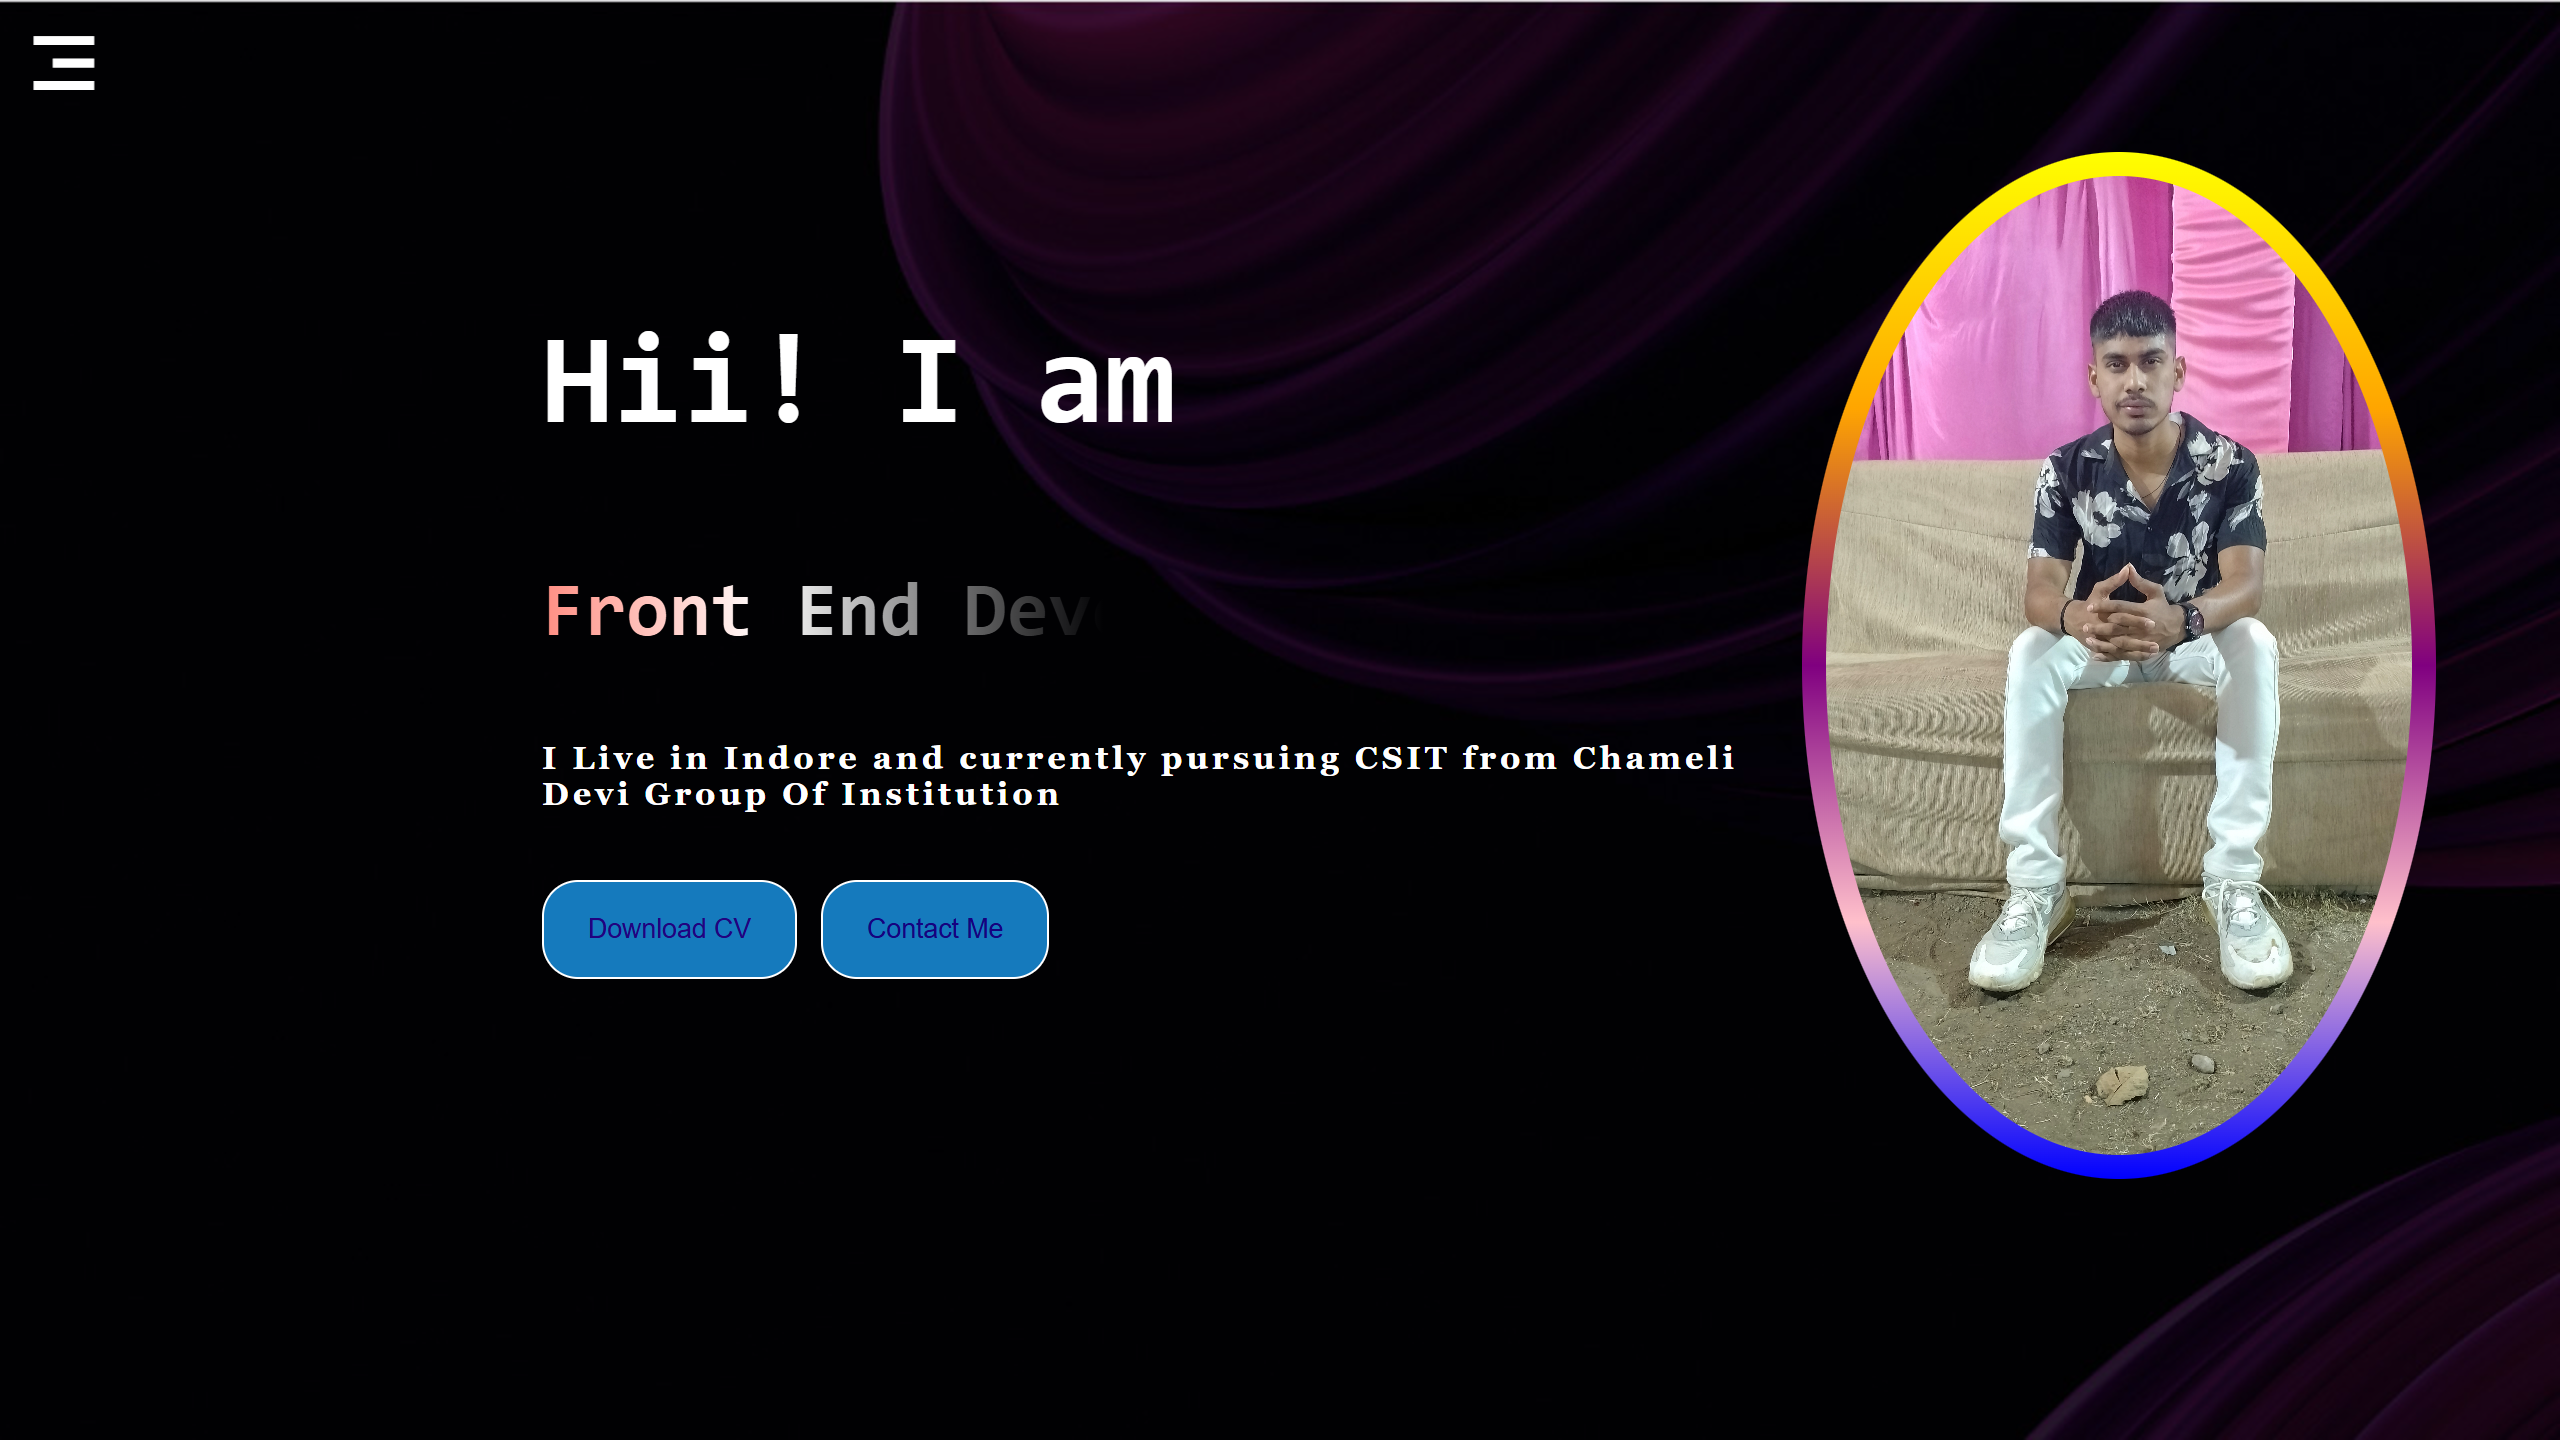 Hii! I am
Front End Dev
I Live in Indore and currently pursuing CSIT from Chameli
Devi Group Of Institution
Download CV
Contact Me